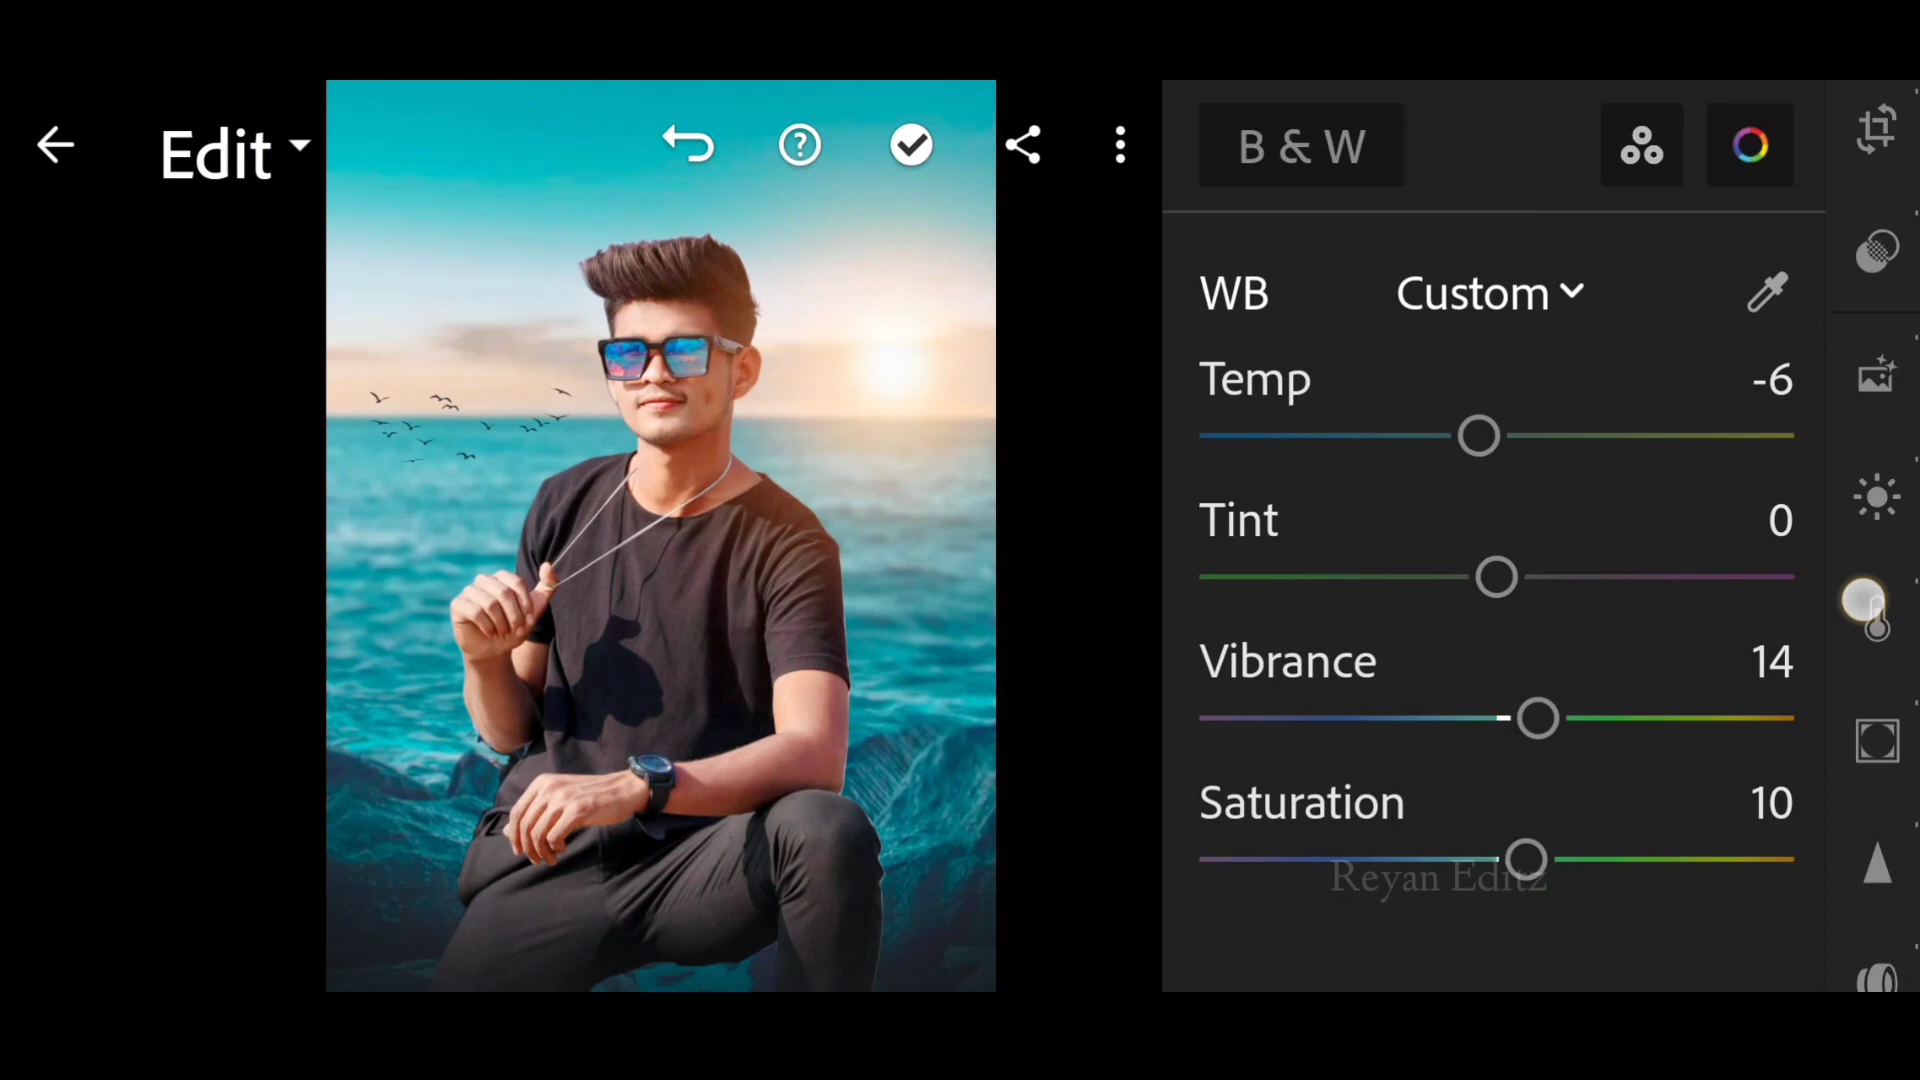 Edit
B & W
WB Custom
Temp -6
Tint 0
Vibrance 14
Saturation 10
Reyan Editz